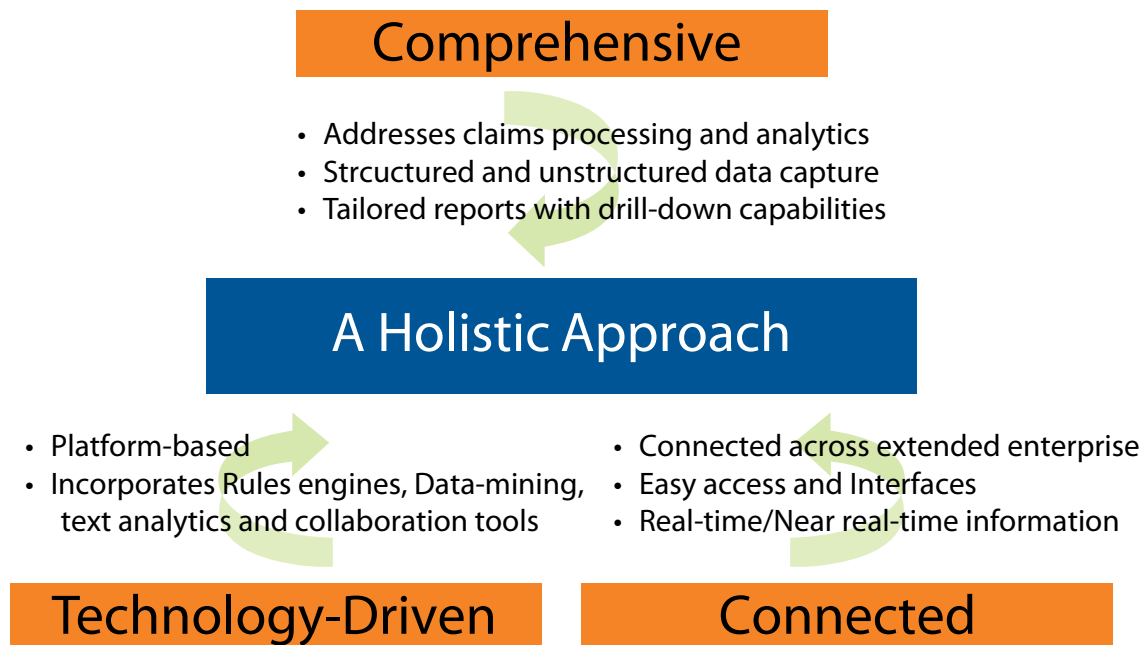 Comprehensive
• Addresses claims processing and analytics
• Strcuctured and unstructured data capture
• Tailored reports with drill-down capabilities
A Holistic Approach
• Platform-based
• Incorporates Rules engines, Data-mining,
text analytics and collaboration tools
• Connected across extended enterprise
• Easy access and Interfaces
• Real-time/Near real-time information
Technology-Driven
Connected